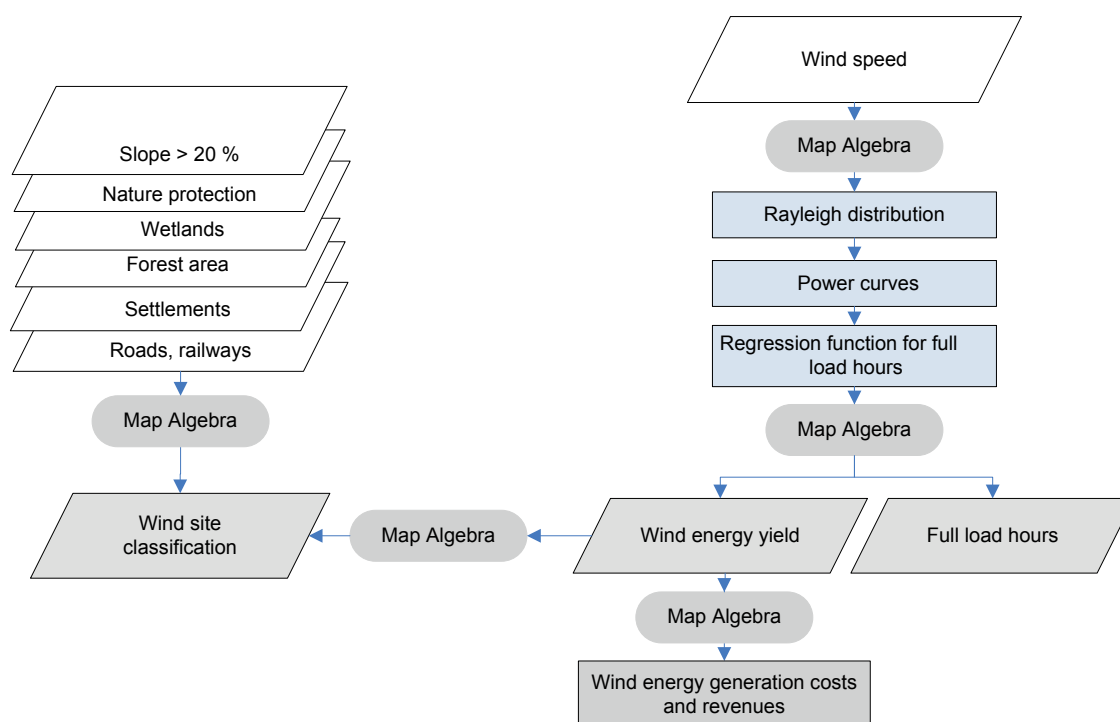 Slope > 20 %
Nature protection
Wetlands
Forest area
Settlements
Roads, railways
Map Algebra
Wind site
classification
Wind speed
Map Algebra
Rayleigh distribution
Power curves
Regression function for full
load hours
Map Algebra
Wind energy yield
Full load hours
Map Algebra
Map Algebra
Wind energy generation costs
and revenues